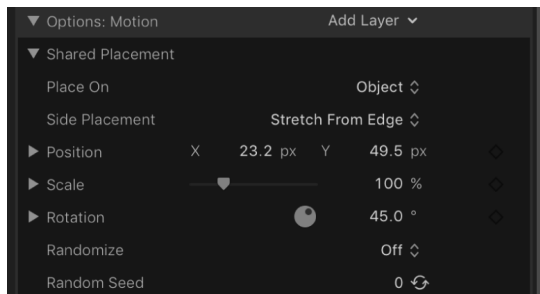 Options: Motion Add Layer
Shared Placement
Place On Object
Side Placement Stretch From Edge
Position X 23.2 px Y 49.5 px
Scale 100 %
Rotation 45.0 °
Randomize Off
Random Seed 0